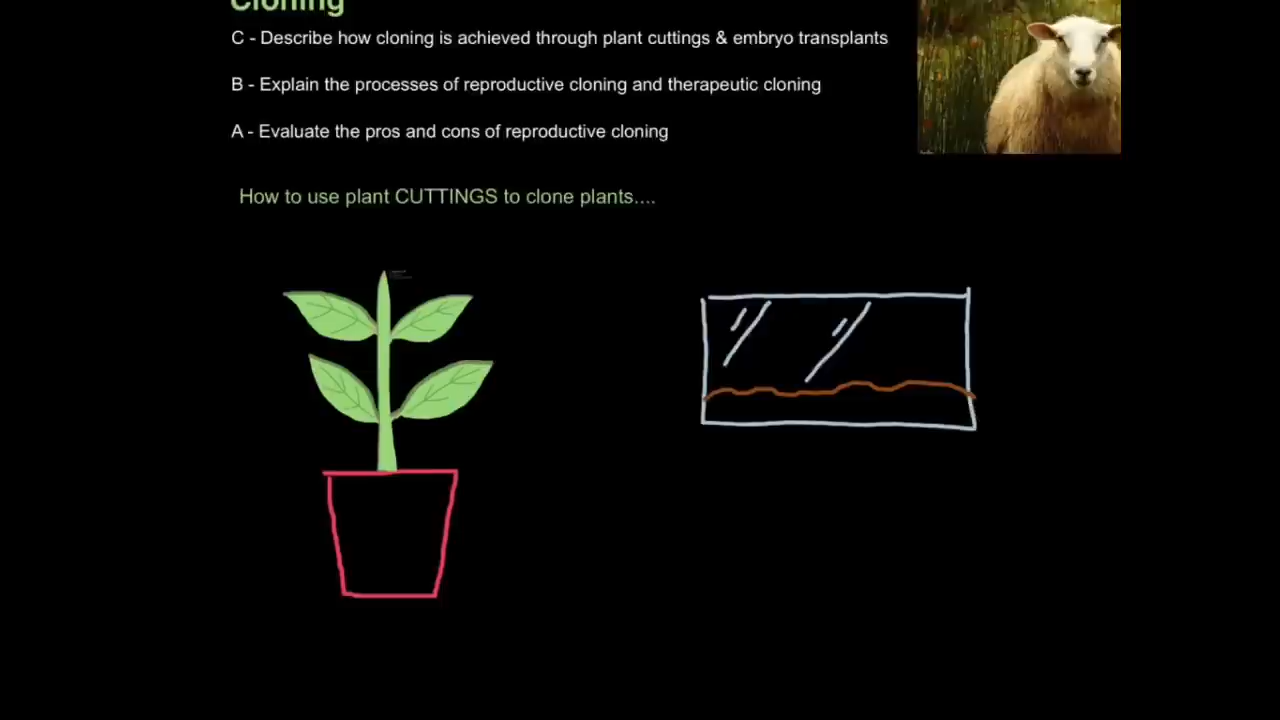 Cloning
C - Describe how cloning is achieved through plant cuttings & embryo transplants
B - Explain the processes of reproductive cloning and therapeutic cloning
A - Evaluate the pros and cons of reproductive cloning
How to use plant CUTTINGS to clone plants....